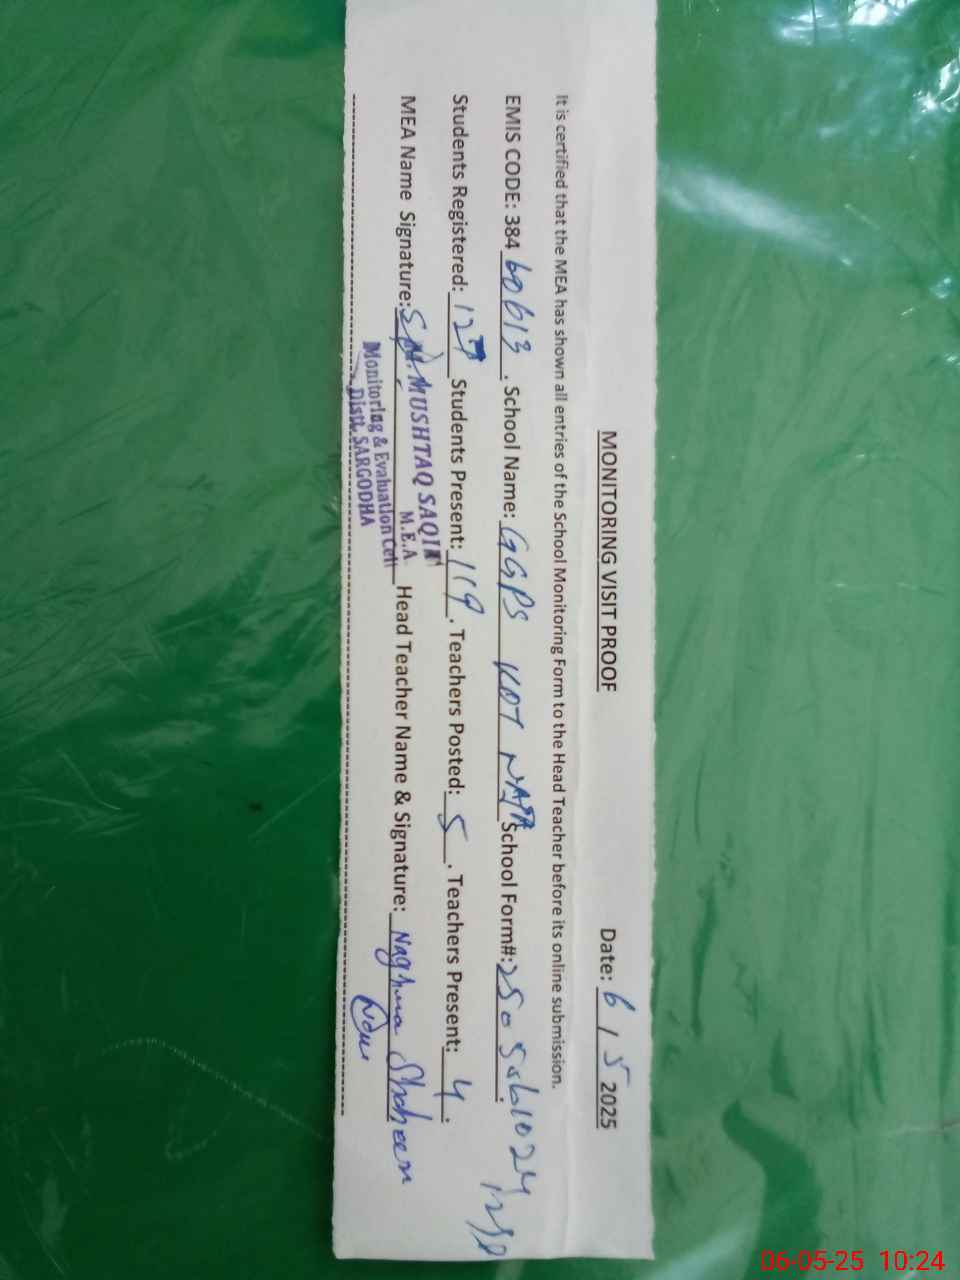 MONITORING VISIT PROOF Date: 6 / 5 2025
It is certified that the MEA has shown all entries of the School Monitoring Form to the Head Teacher before its online submission.
EMIS CODE: 384 60613 . School Name: GGPS KOT School Form#:
Students Registered: 127 Students Present: 119 . Teachers Posted: 5 . Teachers Present: 4 .
MEA Name Signature: M. MUSHTAQ SAQIB Head Teacher Name & Signature: Naghma Shaheen
M.E.A
Monitoring & Evaluation Cell
Distt. SARGODHA
06-05-25 10:24